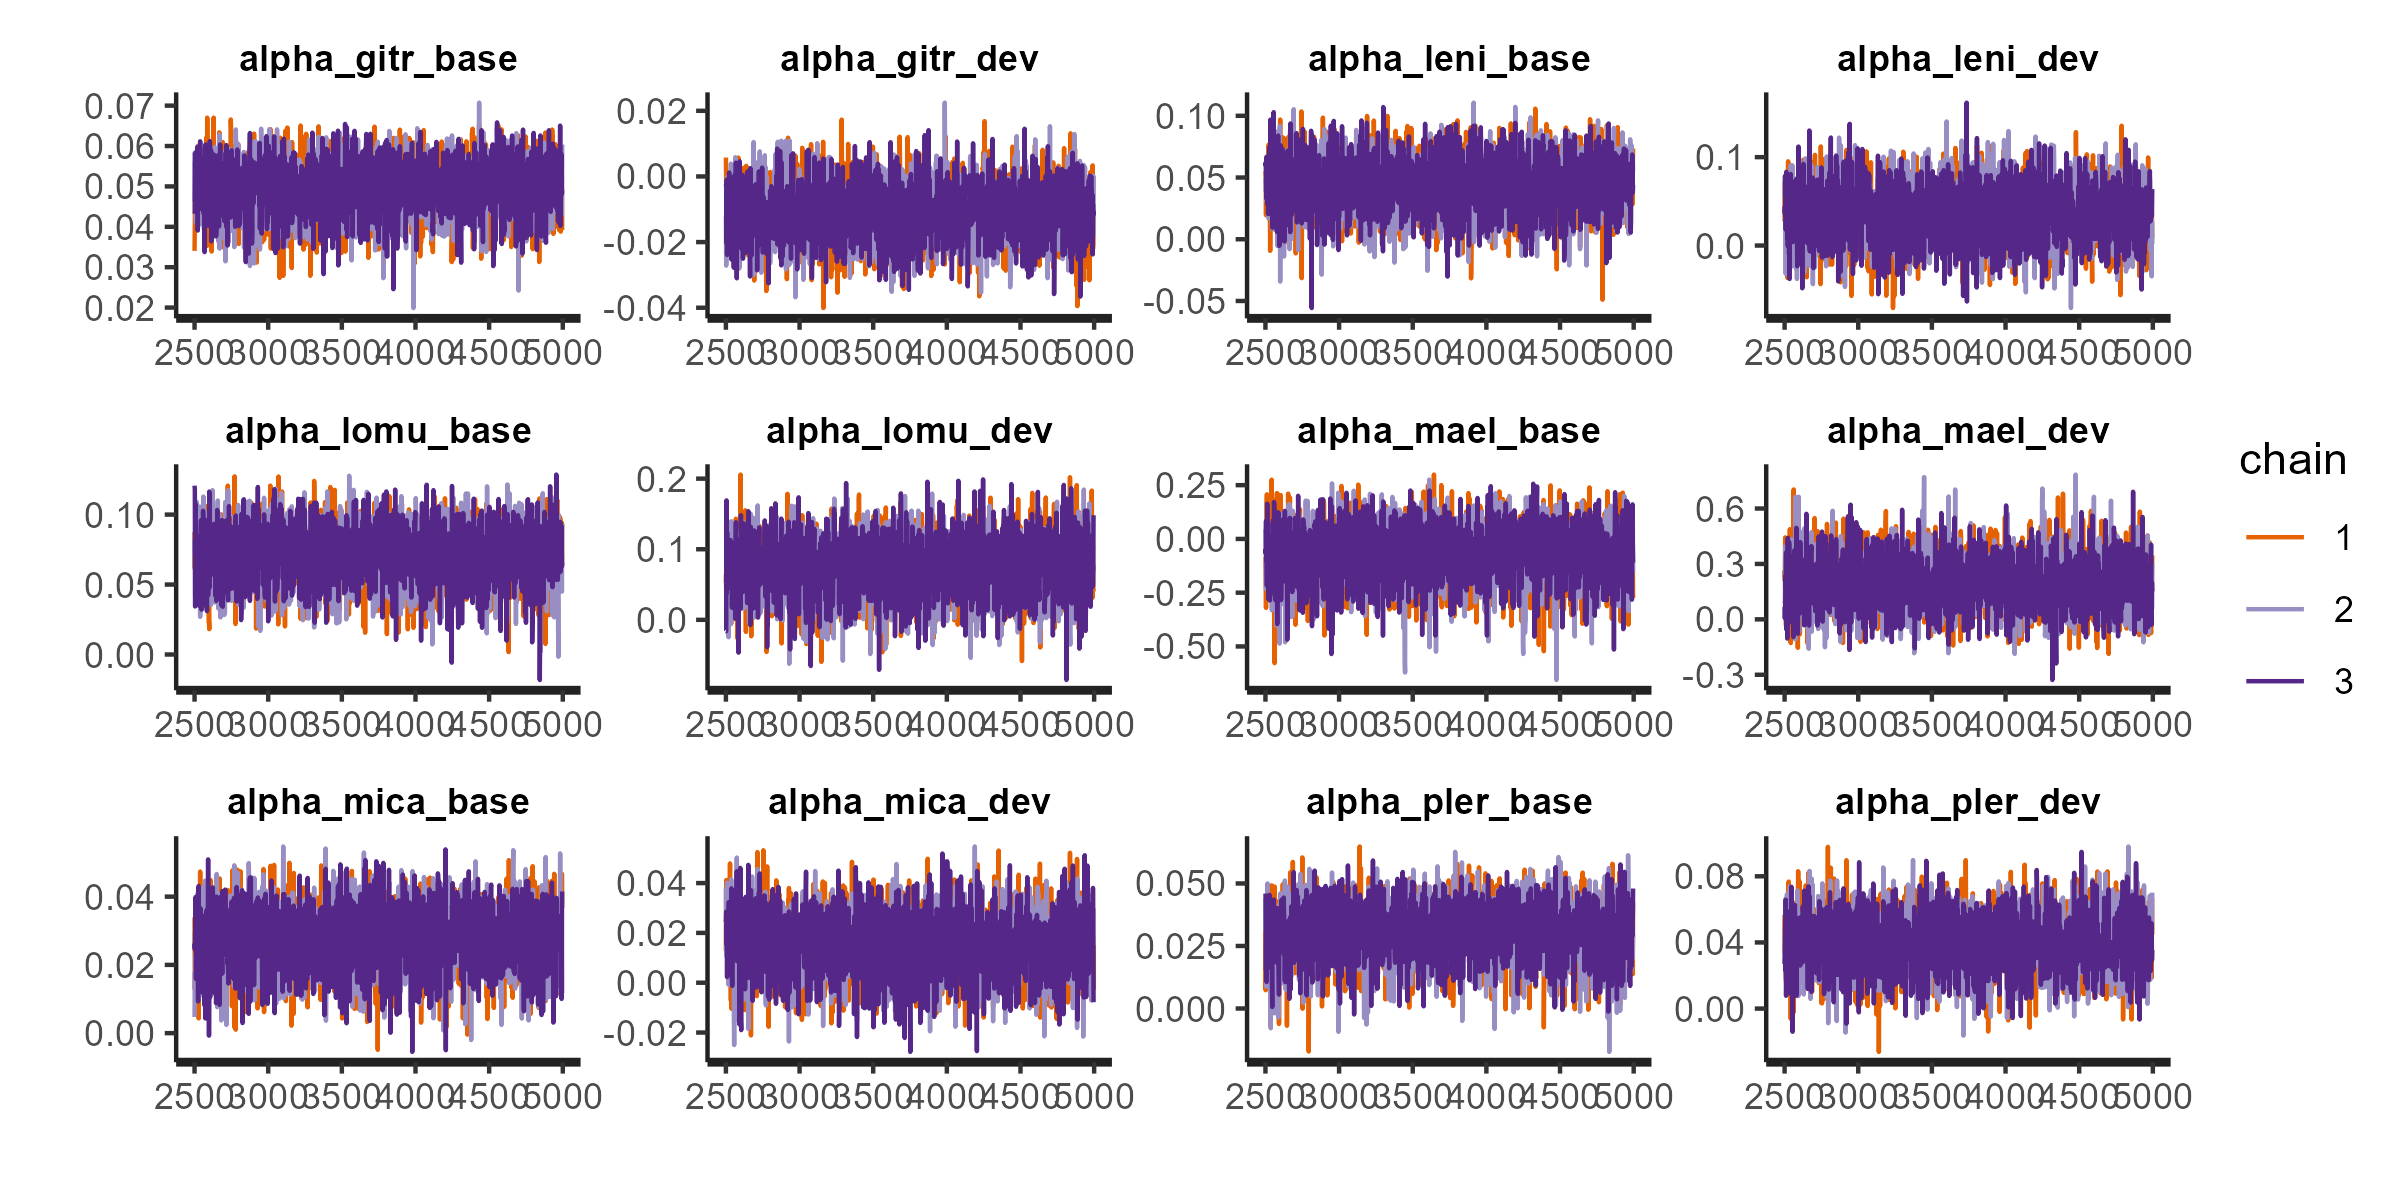 alpha_gitr_base alpha_gitr_dev alpha_leni_base alpha_leni_dev
0.07 0.06 0.05 0.04 0.03 0.02
0.02 0.00 -0.02 -0.04
0.10 0.05 0.00 -0.05
0.1 0.0
2500 3000 3500 4000 4500 5000 2500 3000 3500 4000 4500 5000 2500 3000 3500 4000 4500 5000 2500 3000 3500 4000 4500 5000
alpha_lomu_base alpha_lomu_dev alpha_mael_base alpha_mael_dev
0.10 0.05 0.00
0.2 0.1 0.0
0.25 0.00 -0.25 -0.50
0.6 0.3 0.0 -0.3
2500 3000 3500 4000 4500 5000 2500 3000 3500 4000 4500 5000 2500 3000 3500 4000 4500 5000 2500 3000 3500 4000 4500 5000
alpha_mica_base alpha_mica_dev alpha_pler_base alpha_pler_dev
0.04 0.02 0.00
0.04 0.02 0.00 -0.02
0.050 0.025 0.000
0.08 0.04 0.00
2500 3000 3500 4000 4500 5000 2500 3000 3500 4000 4500 5000 2500 3000 3500 4000 4500 5000 2500 3000 3500 4000 4500 5000
chain
1
2
3